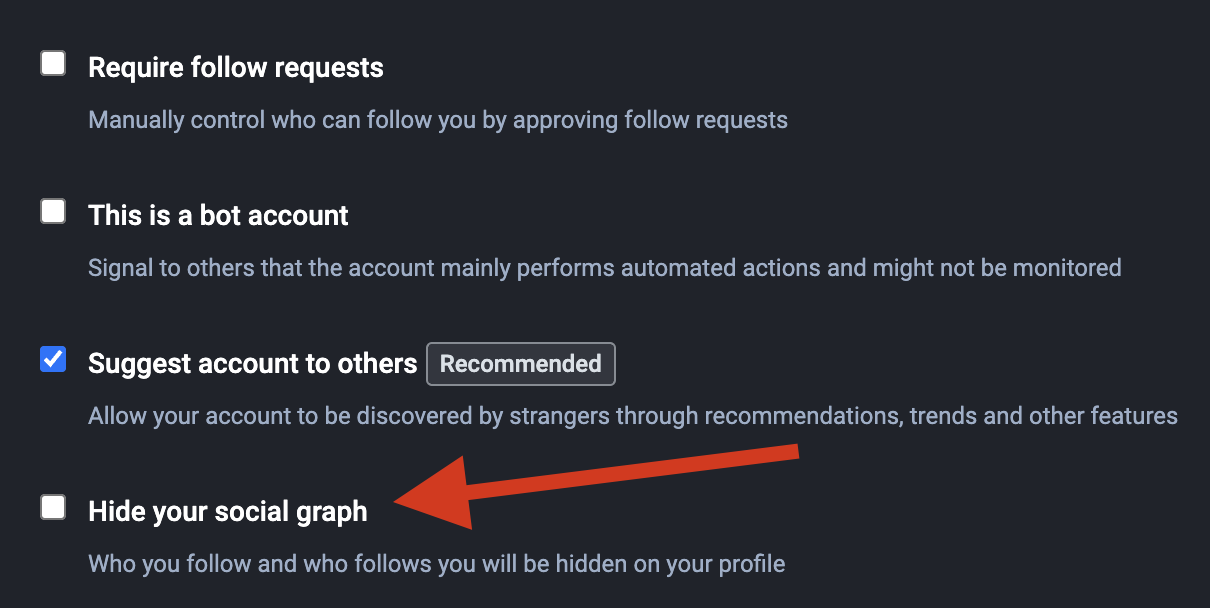 Require follow requests
Manually control who can follow you by approving follow requests
This is a bot account
Signal to others that the account mainly performs automated actions and might not be monitored
Suggest account to others Recommended
Allow your account to be discovered by strangers through recommendations, trends and other features
Hide your social graph
Who you follow and who follows you will be hidden on your profile